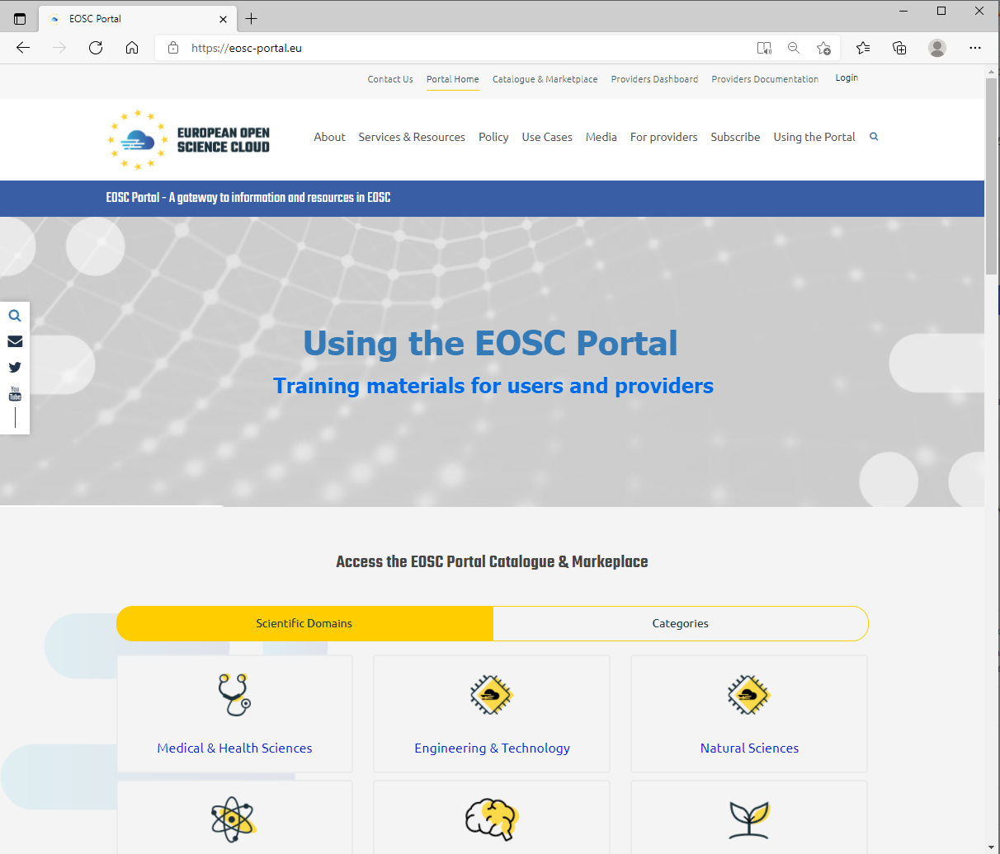 EOSC Portal
https://eosc-portal.eu
Contact Us Portal Home Catalogue & Marketplace Providers Dashboard Providers Documentation Login
EUROPEAN OPEN
SCIENCE CLOUD
About Services & Resources Policy Use Cases Media For providers Subscribe Using the Portal
EOSC Portal - A gateway to information and resources in EOSC
Using the EOSC Portal
Training materials for users and providers
You
Tube
Access the EOSC Portal Catalogue & Markeplace
Scientific Domains Categories
Medical & Health Sciences Engineering & Technology Natural Sciences